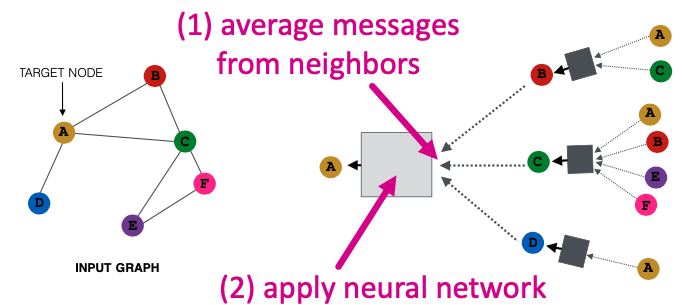 (1) average messages
from neighbors
TARGET NODE
A
B
C
D
E
F
INPUT GRAPH
A
B
C
D
A
C
A
B
E
F
A
(2) apply neural network